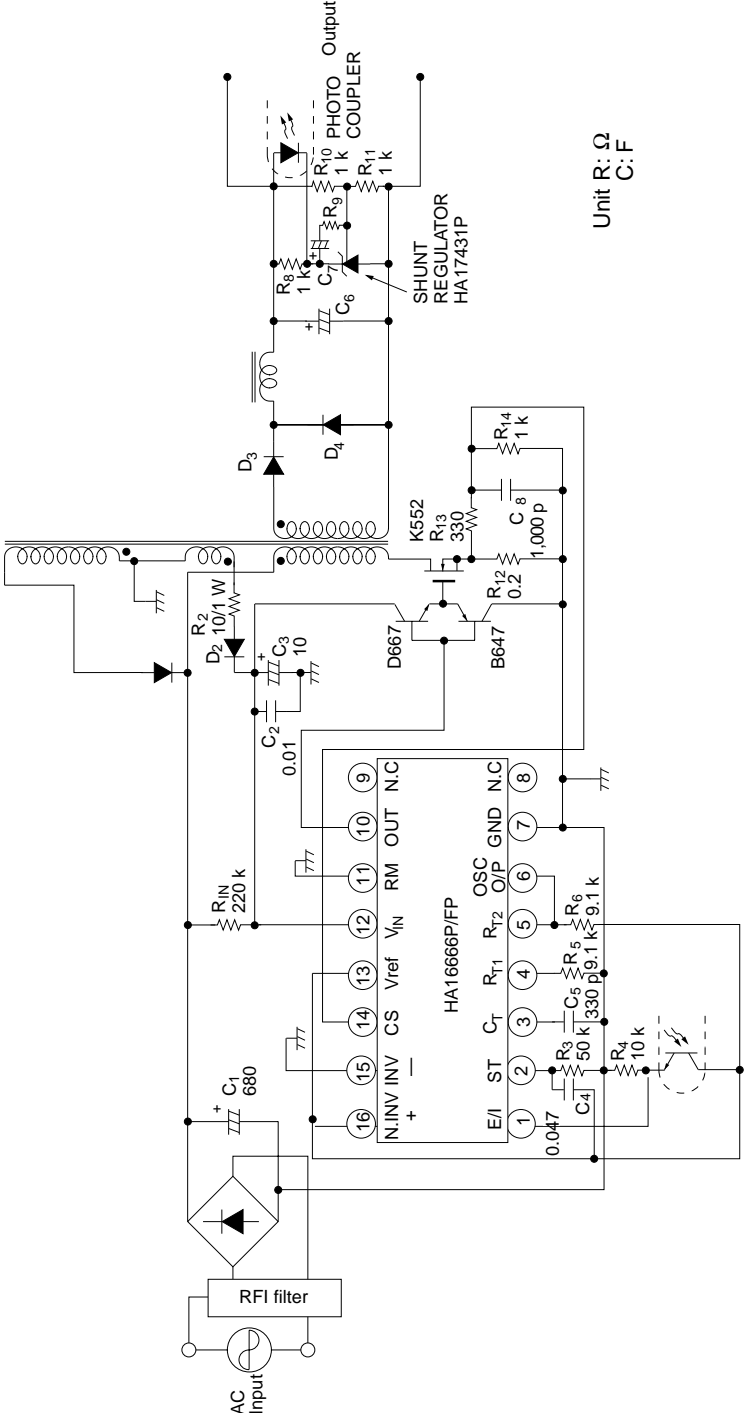 Output
PHOTO
COUPLER
R10
1 k
R11
1 k
R9
R8
1 k
C7
+
SHUNT
REGULATOR
HA17431P
+
C6
Unit R: Ω
C: F
D3
D4
K552
R13
330
R14
1 k
C8
1,000 p
R12
0.2
D667
B647
R2
10/1 W
D2
+
C3
10
C2
0.01
RIN
220 k
16
15
14
13
12
11
10
9
N.INV
+
INV
—
CS
Vref
VIN
RM
OUT
N.C
HA16666P/FP
E/I
ST
CT
RT1
RT2
OSC
O/P
GND
N.C
1
2
3
4
5
6
7
8
0.047
C4
R3
50 k
R4
10 k
C5
330 p
R5
9.1 k
R6
9.1 k
+
C1
680
RFI filter
AC
Input